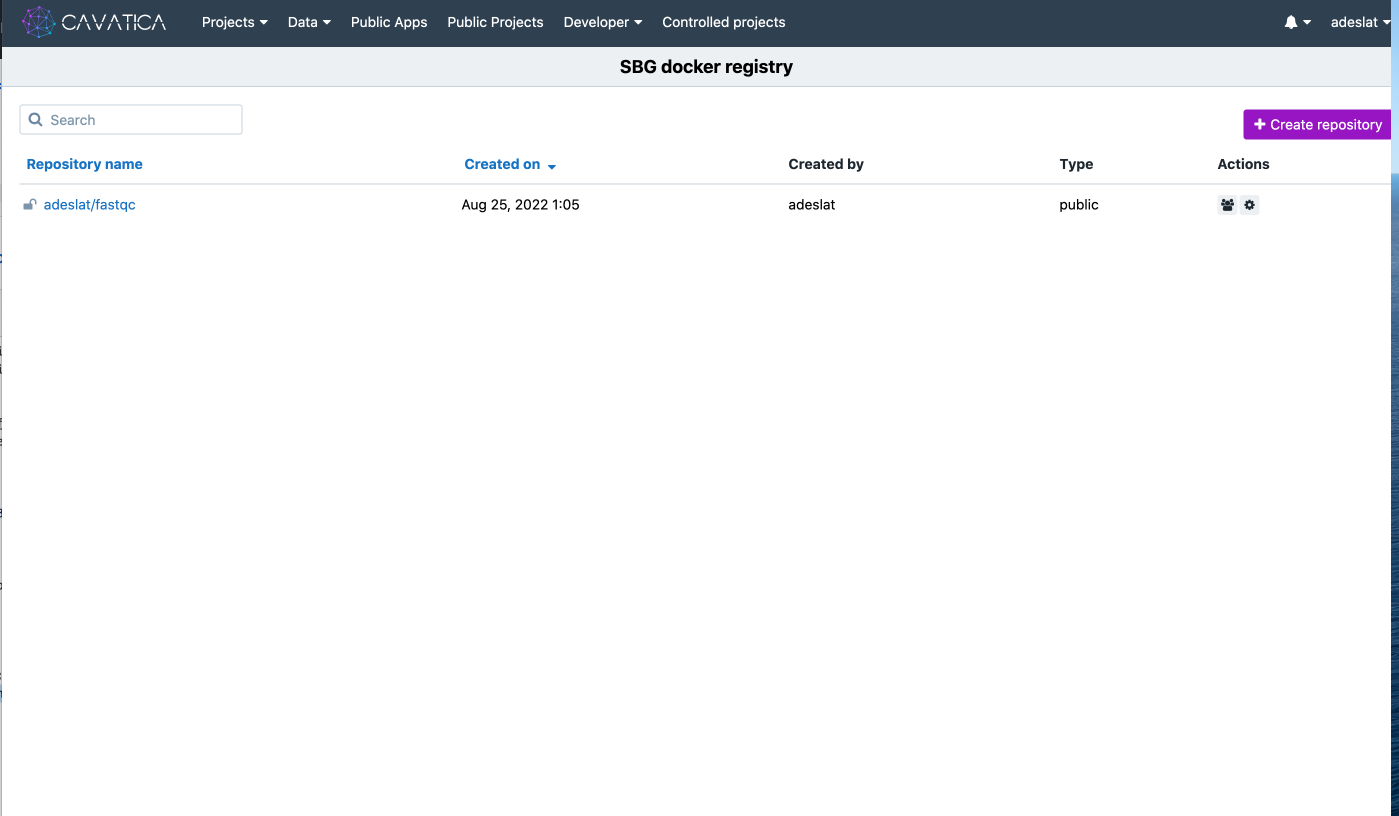 CAVATICA Projects Data Public Apps Public Projects Developer Controlled projects adeslat
SBG docker registry
Search
Create repository
Repository name Created on Created by Type Actions
adeslat/fastqc Aug 25, 2022 1:05 adeslat public